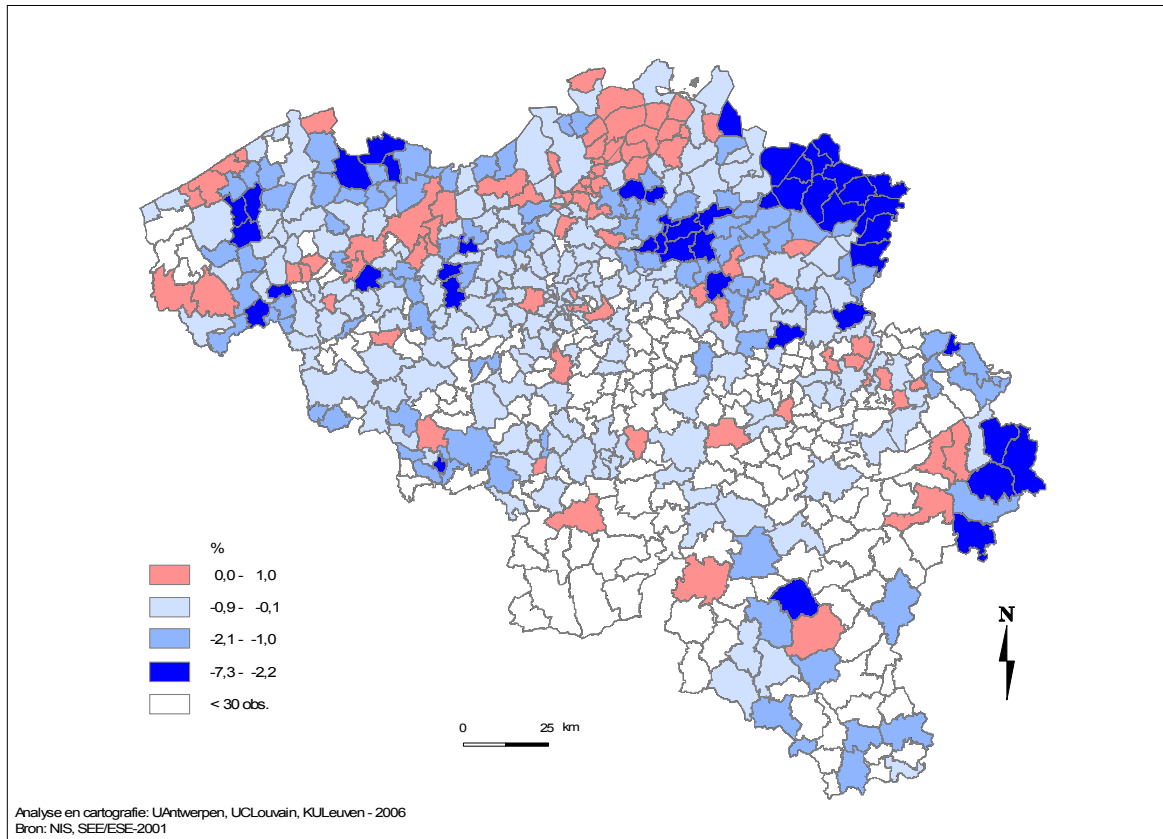 %
0,0 - 1,0
-0,9 - -0,1
-2,1 - -1,0
-7,3 - -2,2
< 30 obs.
N
0 25 km
Analyse en cartografie: UAntwerpen, UCLouvain, KULeuven - 2006
Bron: NIS, SEE/ESE-2001